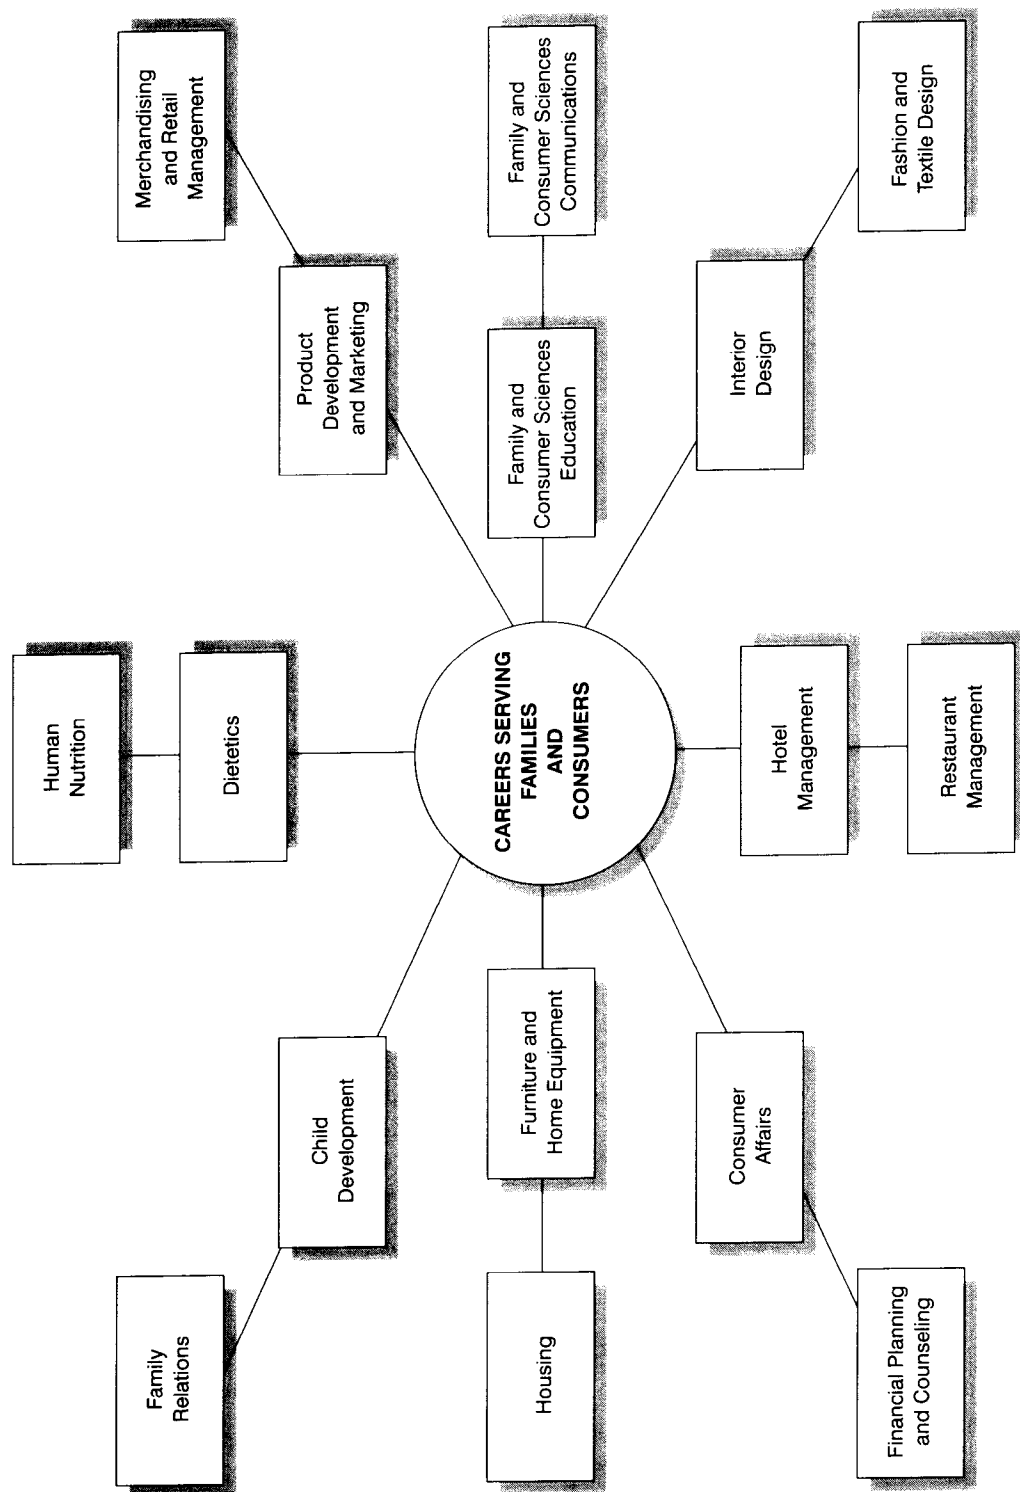 Human
Nutrition
Dietetics
Family
Relations
Child
Development
Product
Development
and Marketing
Merchandising
and Retail
Management
Housing
Furniture and
Home Equipment
CAREERS SERVING
FAMILIES
AND
CONSUMERS
Family and
Consumer Sciences
Education
Family and
Consumer Sciences
Communications
Consumer
Affairs
Financial Planning
and Counseling
Hotel
Management
Restaurant
Management
Interior
Design
Fashion and
Textile Design